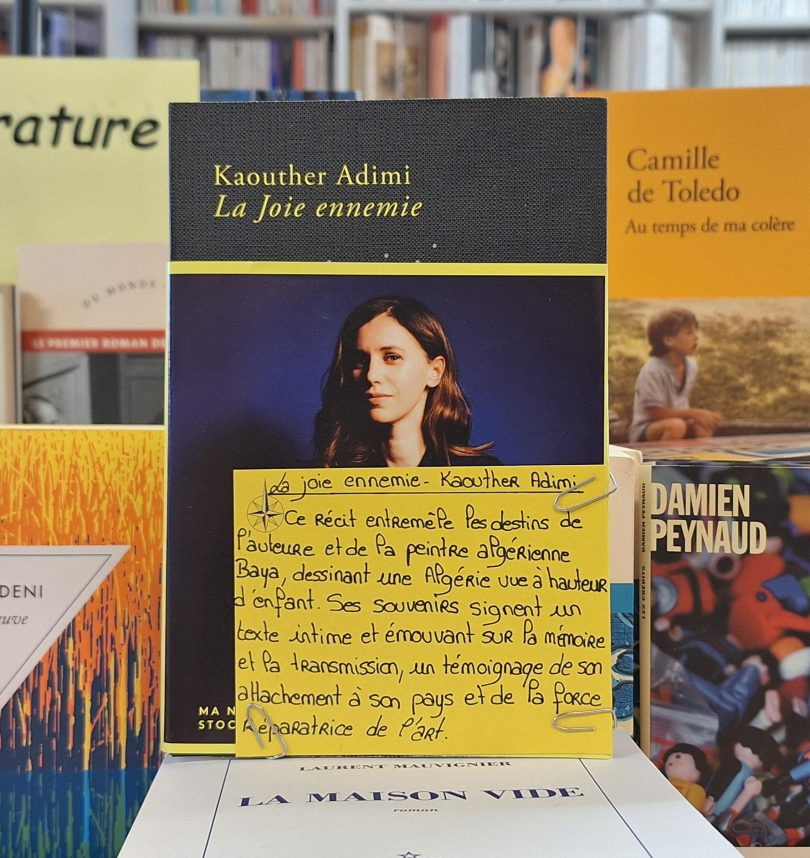 rature
DU MONDE
LE PREMIER ROMAN DE
DENI
euve
Kaouther Adimi
La Joie ennemie
La joie ennemie - Kaouther Adimi
Ce récit entremêle les destins de
l'auteure et de la peintre algérienne
Baya, dessinant une Algérie vue à hauteur
d'enfant. Ses souvenirs signent un
texte intime et émouvant sur la mémoire
et la transmission, un témoignage de son
attachement à son pays et de la force
réparatrice de l'art.
MA N
STOC
Camille
de Toledo
Au temps de ma colère
DAMIEN
PEYNAUD
LES CRÉDITS DAMIEN PEYNAUD
LAURENT MAUVIGNIER
LA MAISON VIDE
roman